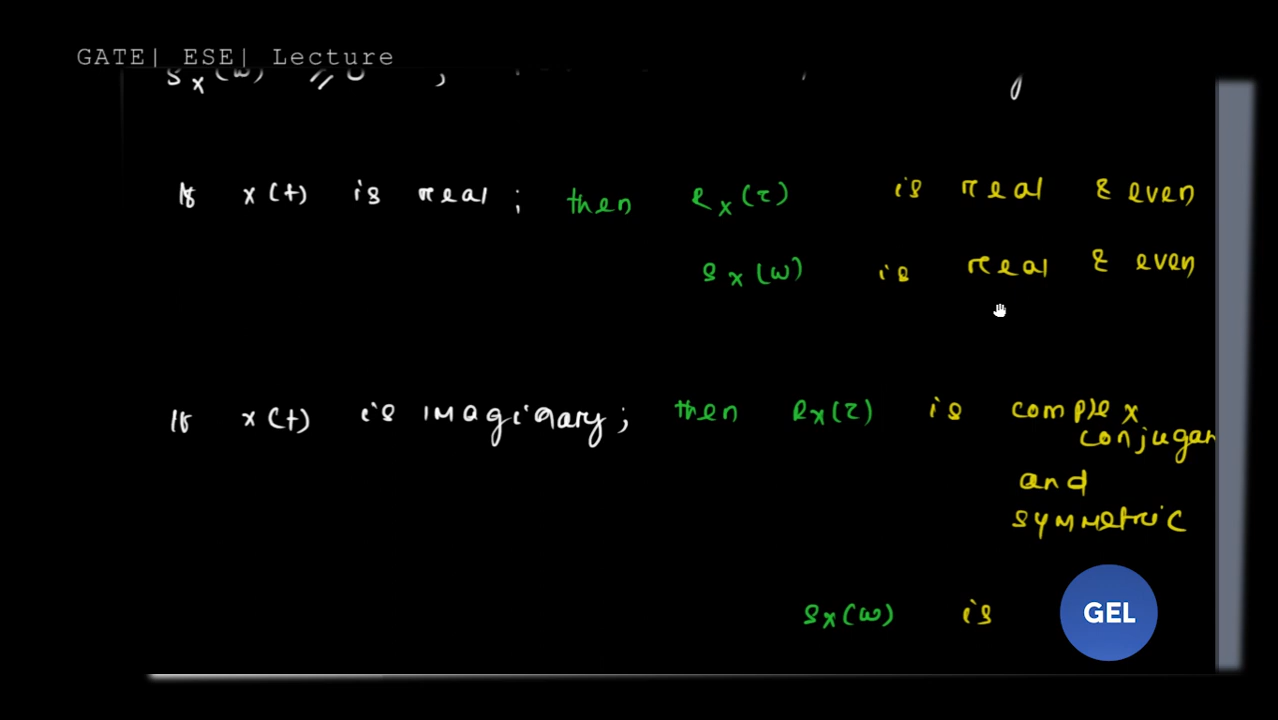 GATE| ESE| Lecture
Sx(ω)
If x(t) is real ; then Rx(τ) is real & even
Sx(ω) is real & even
If x(t) is imaginary ; then Rx(τ) is complex
and
symmetric
Sx(ω) is
GEL